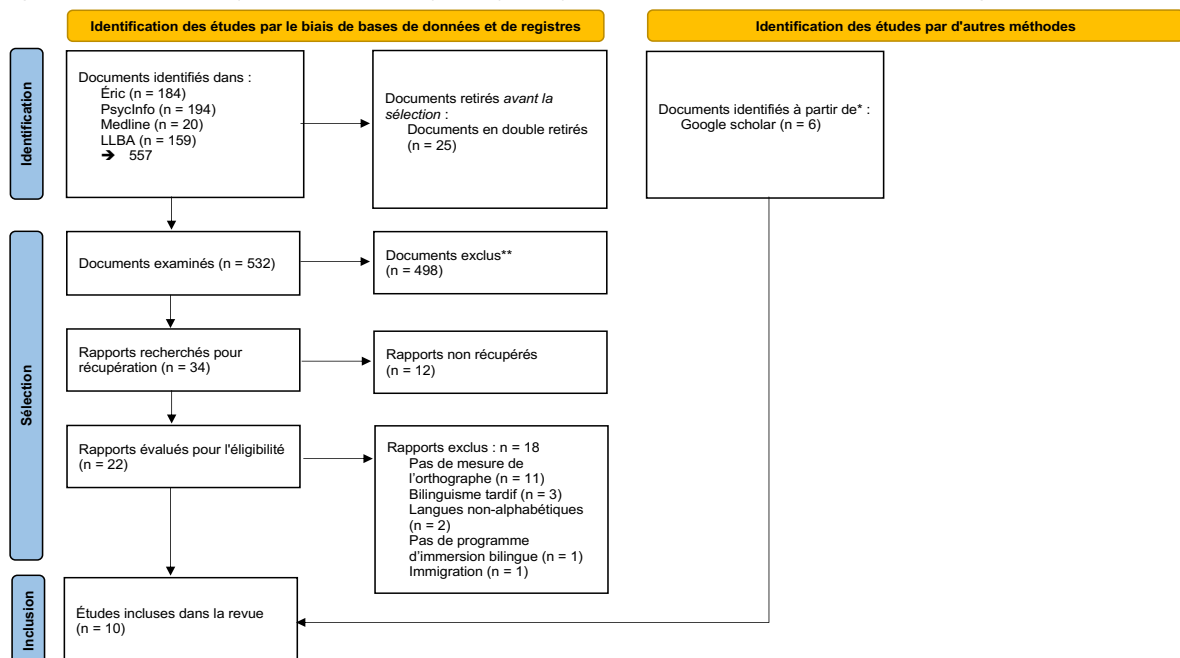 Identification des études par le biais de bases de données et de registres
Identification des études par d'autres méthodes
Identification
Documents identifiés dans :
Éric (n = 184)
PsycInfo (n = 194)
Medline (n = 20)
LLBA (n = 159)
➔ 557
Documents retirés avant la
sélection :
Documents en double retirés
(n = 25)
Documents identifiés à partir de* :
Google scholar (n = 6)
Sélection
Documents examinés (n = 532)
Documents exclus**
(n = 498)
Rapports recherchés pour
récupération (n = 34)
Rapports non récupérés
(n = 12)
Rapports évalués pour l'éligibilité
(n = 22)
Rapports exclus : n = 18
Pas de mesure de
l'orthographe (n = 11)
Bilinguisme tardif (n = 3)
Langues non-alphabétiques
(n = 2)
Pas de programme
d'immersion bilingue (n = 1)
Immigration (n = 1)
Inclusion
Études incluses dans la revue
(n = 10)